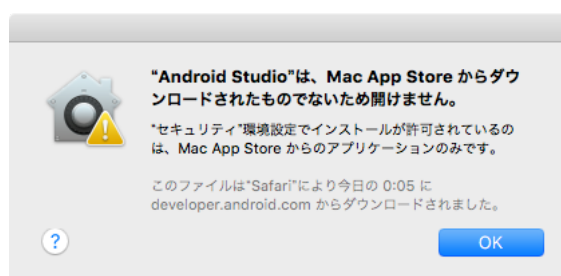 “Android Studio”は、Mac App Store からダウ
ンロードされたものでないため開けません。
“セキュリティ”環境設定でインストールが許可されているの
は、Mac App Store からのアプリケーションのみです。
このファイルは“Safari”により今日の 0:05 に
developer.android.com からダウンロードされました。
?
OK